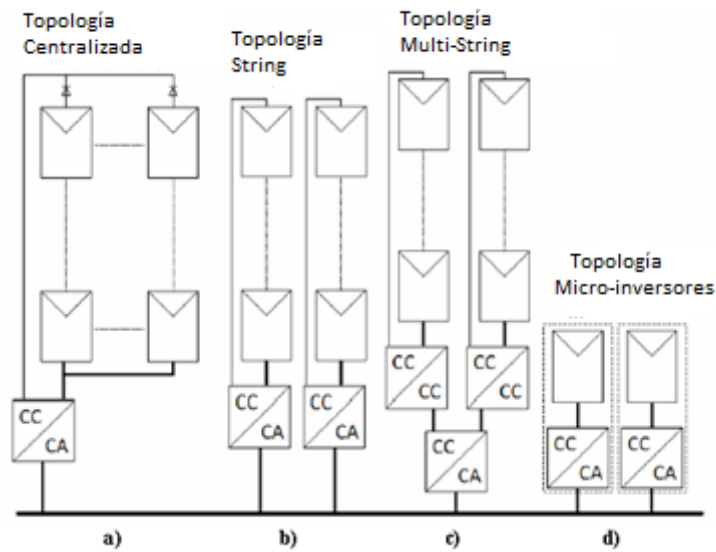 Topología
Centralizada
Topología
String
Topología
Multi-String
Topología
Micro-inversores
CC
CA
CC
CA
CC
CA
CC
CC
CC
CC
CC
CA
CC
CA
CC
CA
a)
b)
c)
d)